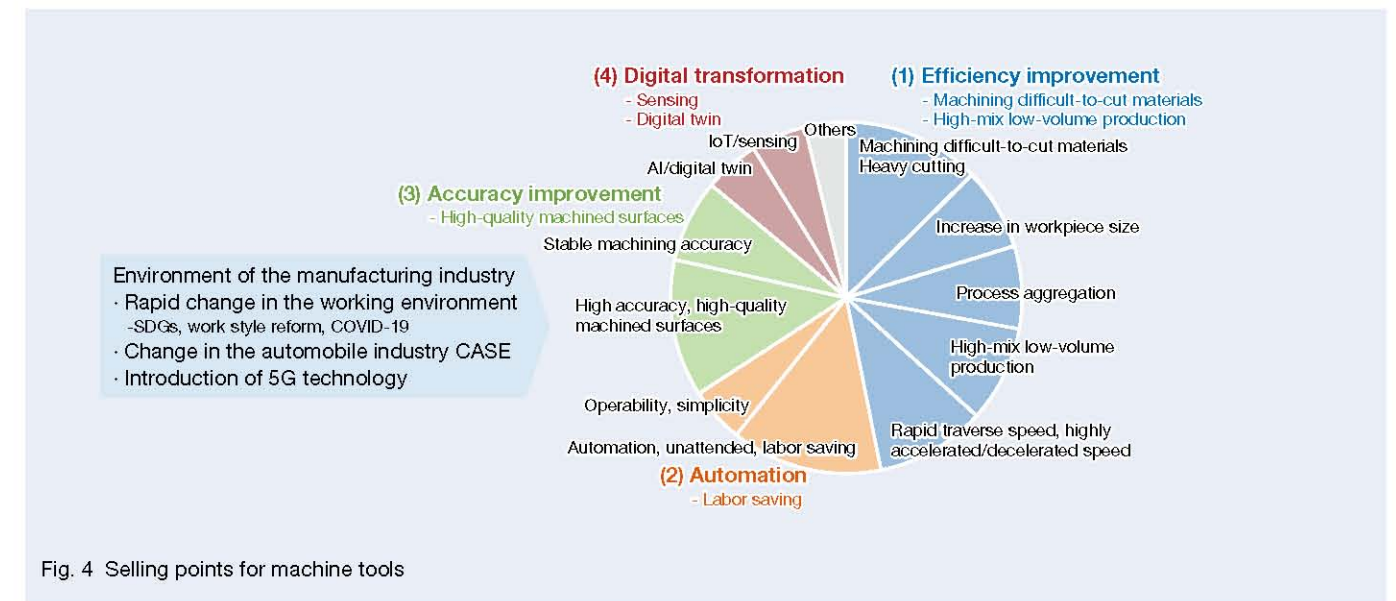 (4) Digital transformation
- Sensing
- Digital twin
(1) Efficiency improvement
- Machining difficult-to-cut materials
- High-mix low-volume production
Others
IoT/sensing
AI/digital twin
Machining difficult-to-cut materials
Heavy cutting
(3) Accuracy improvement
- High-quality machined surfaces
Stable machining accuracy
Increase in workpiece size
Environment of the manufacturing industry
· Rapid change in the working environment
-SDGs, work style reform, COVID-19
· Change in the automobile industry CASE
· Introduction of 5G technology
High accuracy, high-quality
machined surfaces
Process aggregation
High-mix low-volume
production
Operability, simplicity
Rapid traverse speed, highly
accelerated/decelerated speed
Automation, unattended, labor saving
(2) Automation
- Labor saving
Fig. 4 Selling points for machine tools